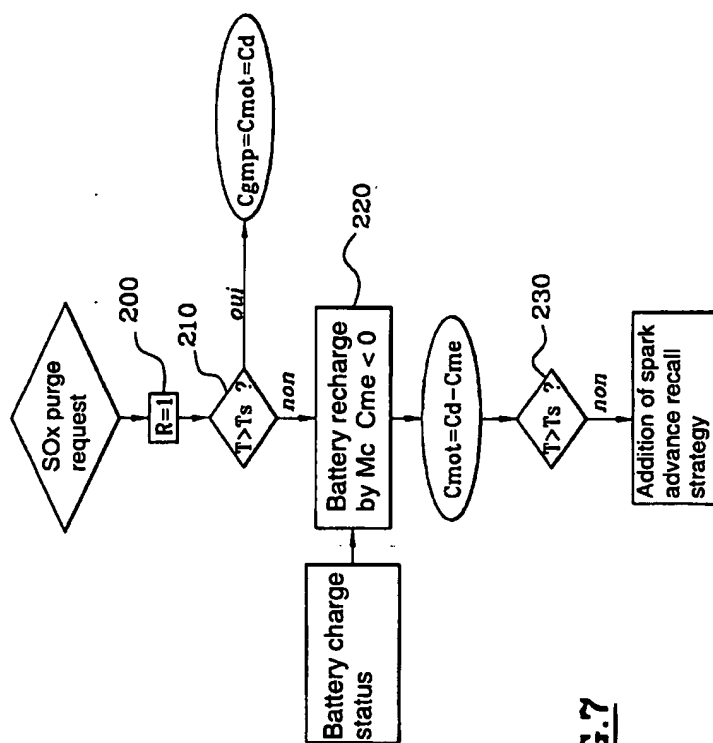 SOx purge
request
200
R=1
210
T>Ts ?
oui
Cgmp=Cmot=Cd
non
220
Battery recharge
by Mc Cme < 0
Battery charge
status
Cmot=Cd-Cme
230
T>Ts ?
non
Addition of spark
advance recall
strategy
.7